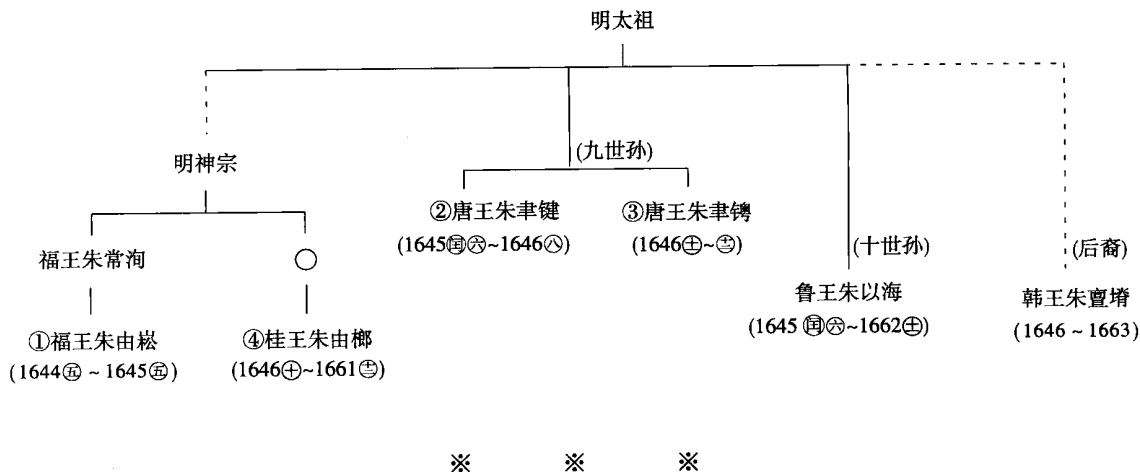 明太祖
明神宗
(九世孙)
②唐王朱聿键
③唐王朱聿𨮁
(1645㊀闰㊅~1646㊇)
(1646㊉一~㊉二)
福王朱常洵
○
(十世孙)
(后裔)
鲁王朱以海
韩王朱亶塉
(1645 闰㊅~1662㊉一)
(1646 ~ 1663)
①福王朱由崧
④桂王朱由榔
(1644㊄ ~ 1645㊄)
(1646㊉~1661㊉二)
※ ※ ※